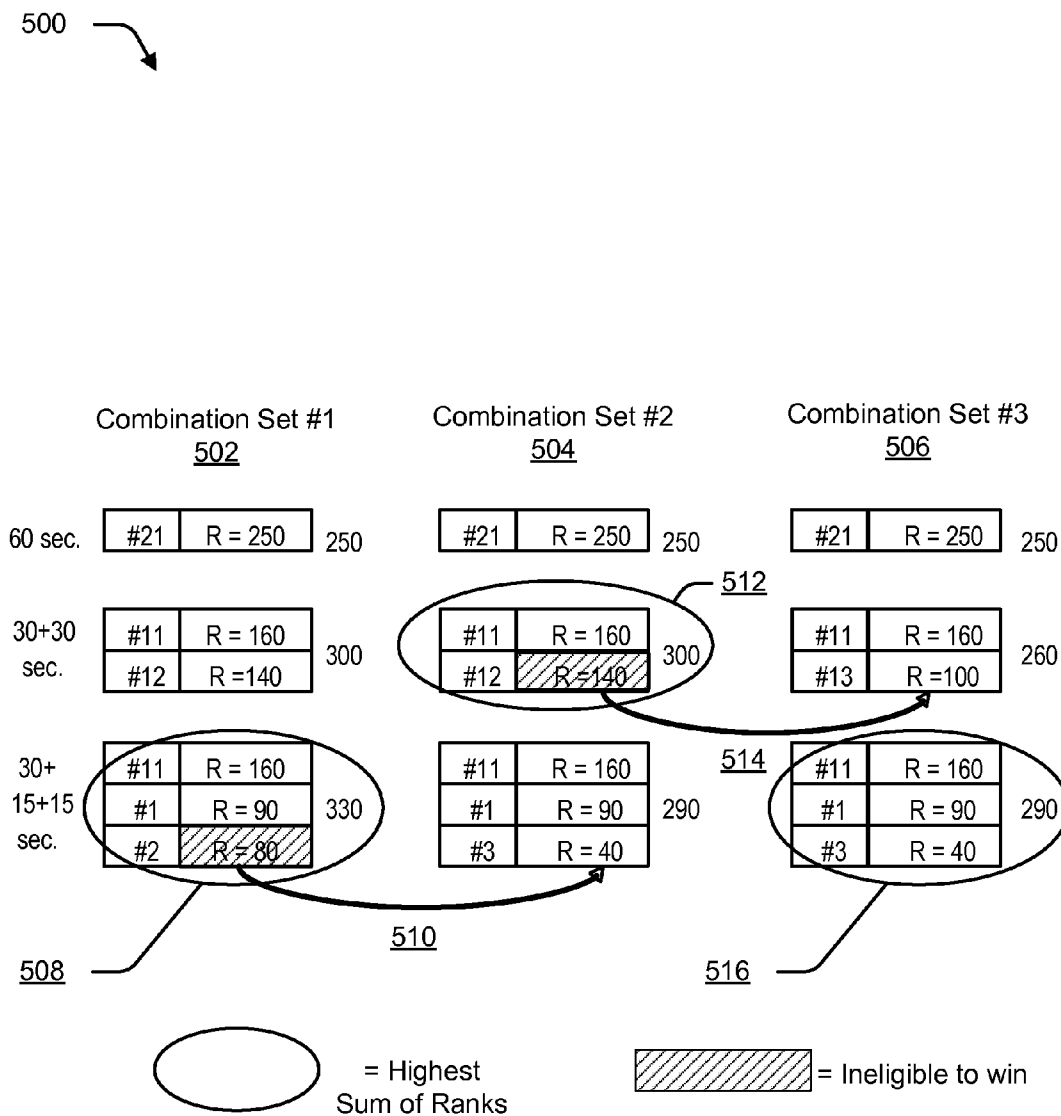 500
Combination Set #1
502
Combination Set #2
504
Combination Set #3
506
60 sec.
#21 R = 250 250
#21 R = 250 250
#21 R = 250 250
512
30+30
sec.
#11 R = 160
#12 R =140
300
#11 R = 160
#12 R =140
300
#11 R = 160
#13 R =100
260
514
30+
15+15
sec.
#11 R = 160
#1 R = 90
#2 R = 80
330
#11 R = 160
#1 R = 90
#3 R = 40
290
#11 R = 160
#1 R = 90
#3 R = 40
290
510
508
516
= Highest
Sum of Ranks
= Ineligible to win